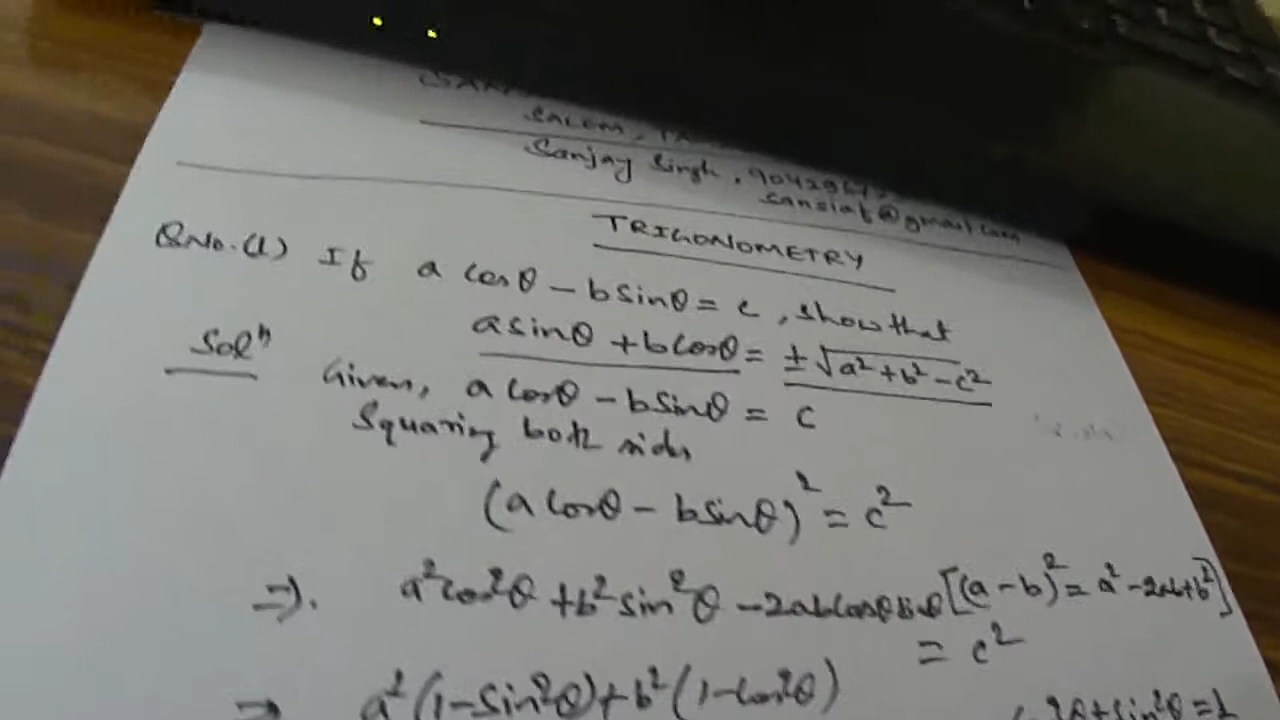 SALEM,
Sanjay Singh,
TRIGONOMETRY
QNo.(1) If a cosθ - bsinθ = c, show that
asinθ + bcosθ = ±√a²+b²-c²
Solⁿ Given, a cosθ - bsinθ = c
Squaring both sides
(a cosθ - bsinθ)² = c²
⇒. a²cos²θ + b²sin²θ - 2abcosθsinθ [(a-b)² = a²-2ab+b²]
= c²
⇒ a²(1-sin²θ)+b²(1-cos²θ)